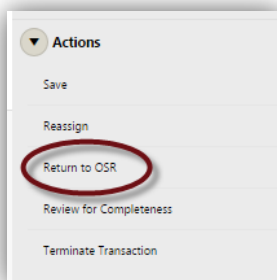 Actions
Save
Reassign
Return to OSR
Review for Completeness
Terminate Transaction